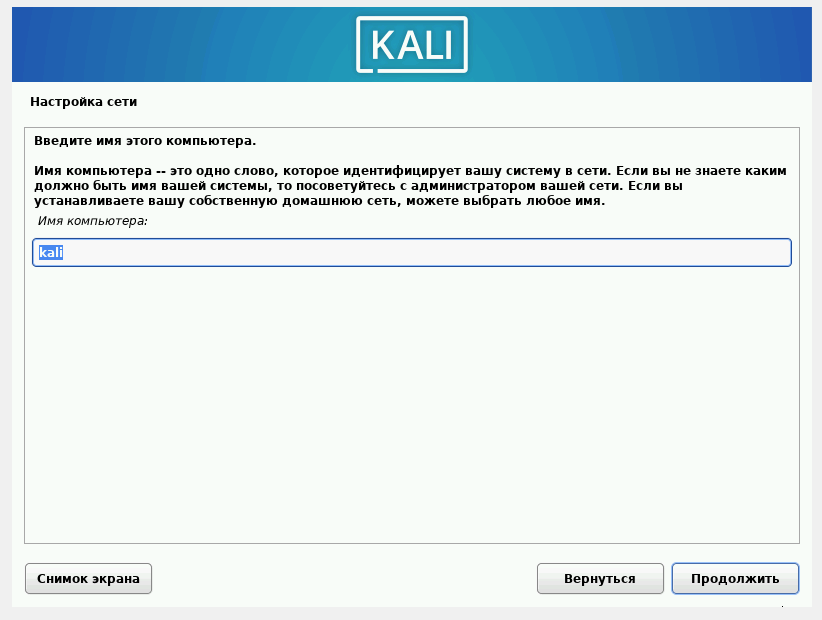 KALI
Настройка сети
Введите имя этого компьютера.
Имя компьютера -- это одно слово, которое идентифицирует вашу систему в сети. Если вы не знаете каким
должно быть имя вашей системы, то посоветуйтесь с администратором вашей сети. Если вы
устанавливаете вашу собственную домашнюю сеть, можете выбрать любое имя.
Имя компьютера:
kali
Снимок экрана
Вернуться
Продолжить